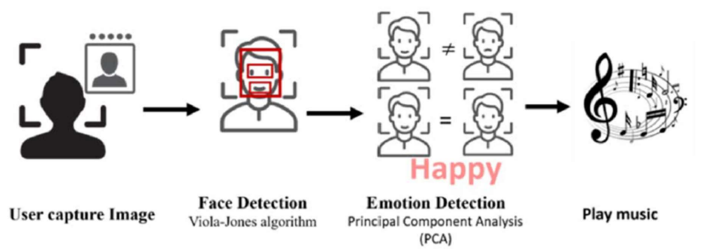 ≠
=
Happy
User capture Image
Face Detection
Viola-Jones algorithm
Emotion Detection
Principal Component Analysis
(PCA)
Play music